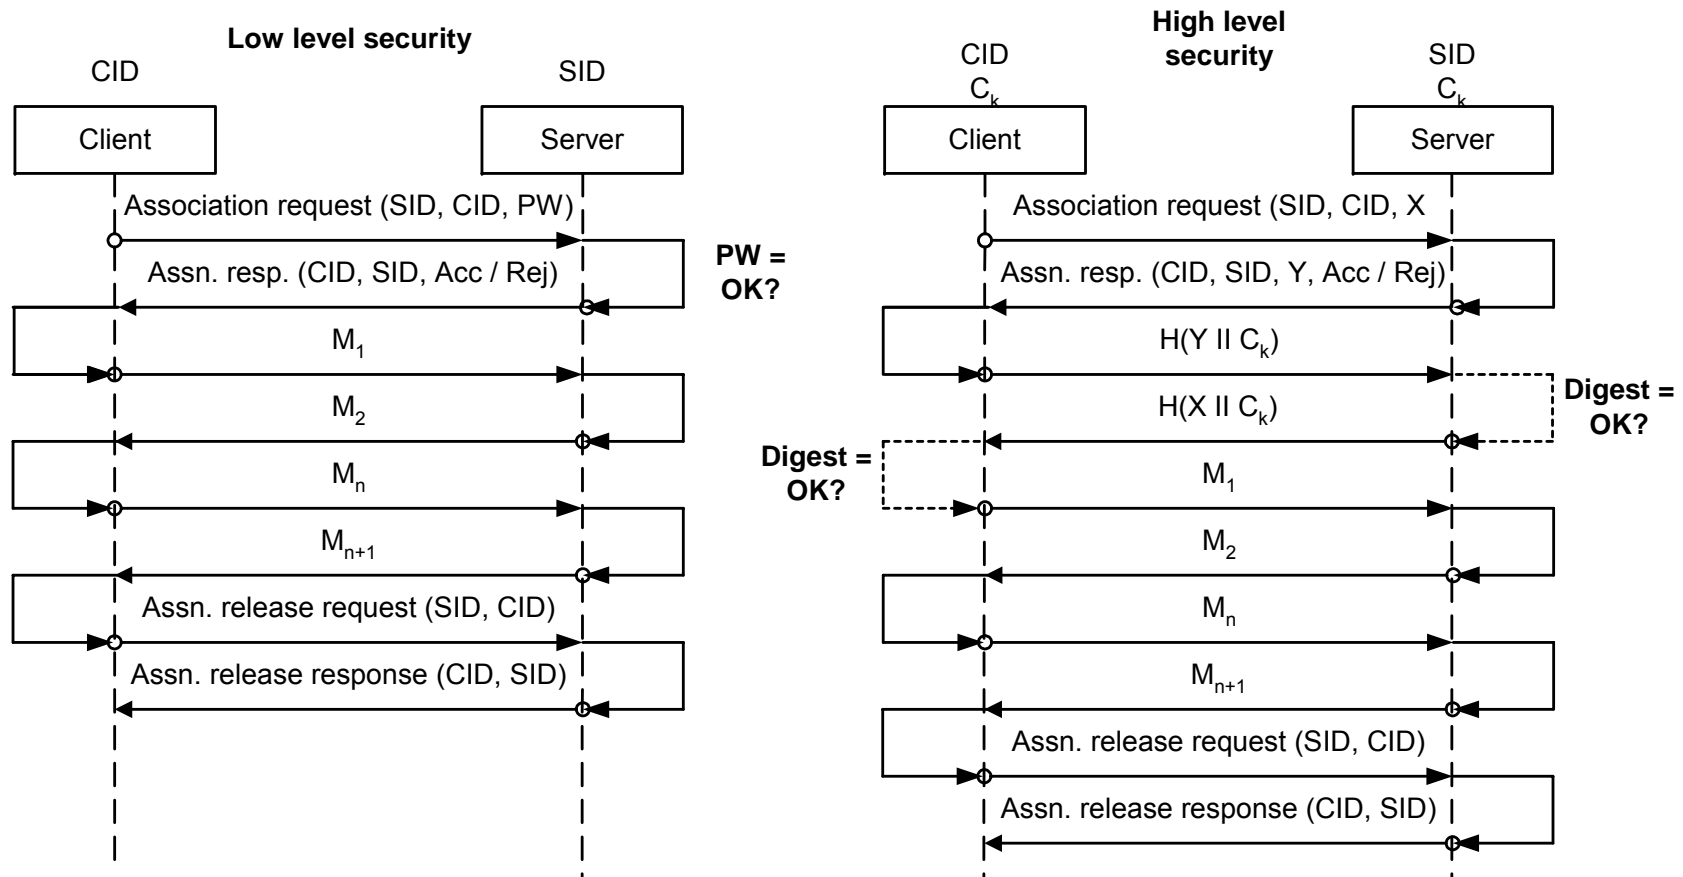 Low level security
CID
SID
Client
Server
Association request (SID, CID, PW)
PW =
OK?
Assn. resp. (CID, SID, Acc / Rej)
M1
M2
Mn
Mn+1
Assn. release request (SID, CID)
Assn. release response (CID, SID)
High level
security
CID
Ck
SID
Ck
Client
Server
Association request (SID, CID, X
Assn. resp. (CID, SID, Y, Acc / Rej)
H(Y II Ck)
Digest =
OK?
H(X II Ck)
Digest =
OK?
M1
M2
Mn
Mn+1
Assn. release request (SID, CID)
Assn. release response (CID, SID)